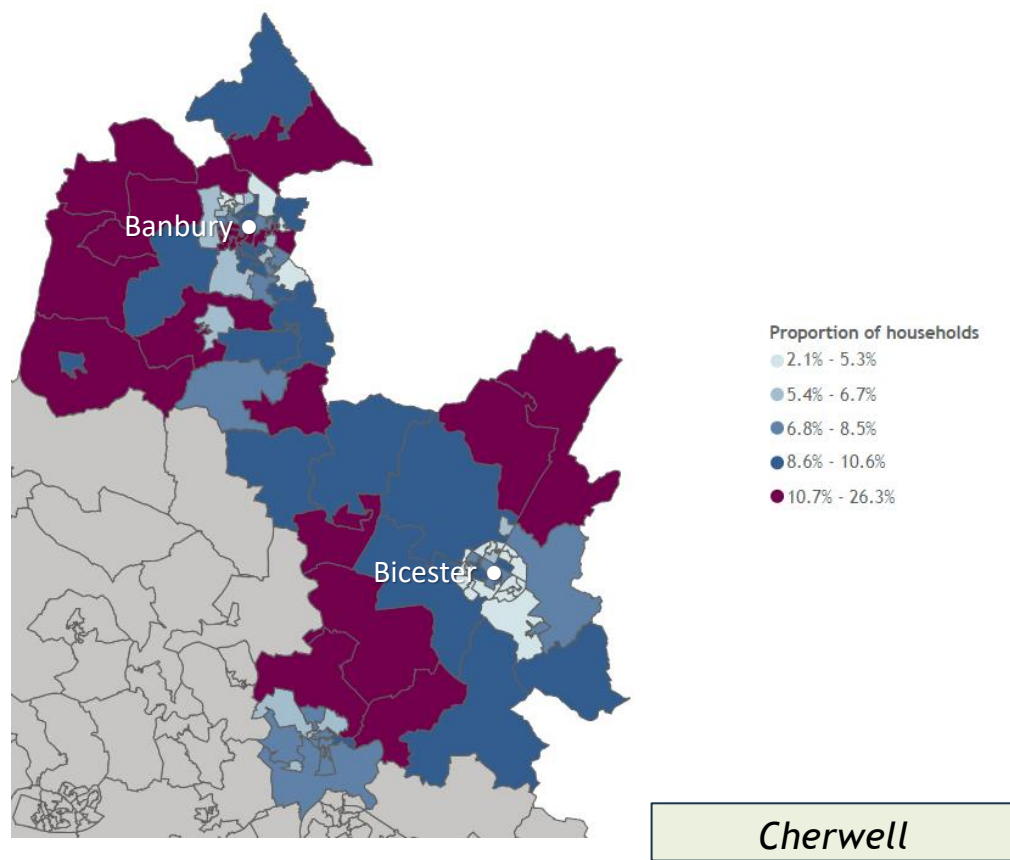 Banbury
Proportion of households
2.1% - 5.3%
5.4% - 6.7%
6.8% - 8.5%
8.6% - 10.6%
10.7% - 26.3%
Bicester
Cherwell